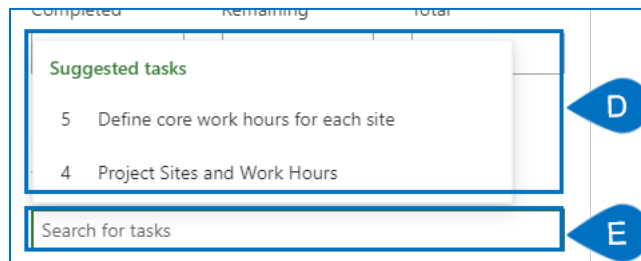 Completed Remaining Total
Suggested tasks
5 Define core work hours for each site
D
4 Project Sites and Work Hours
Search for tasks
E